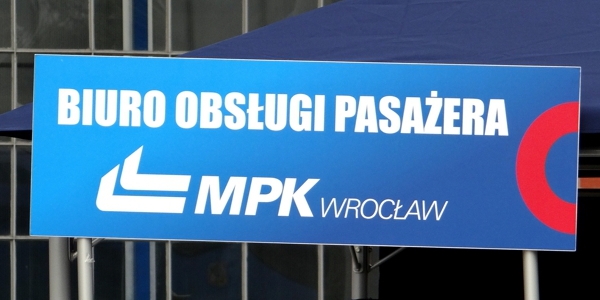 BIURO OBSŁUGI PASAŻERA
MPK WROCŁAW